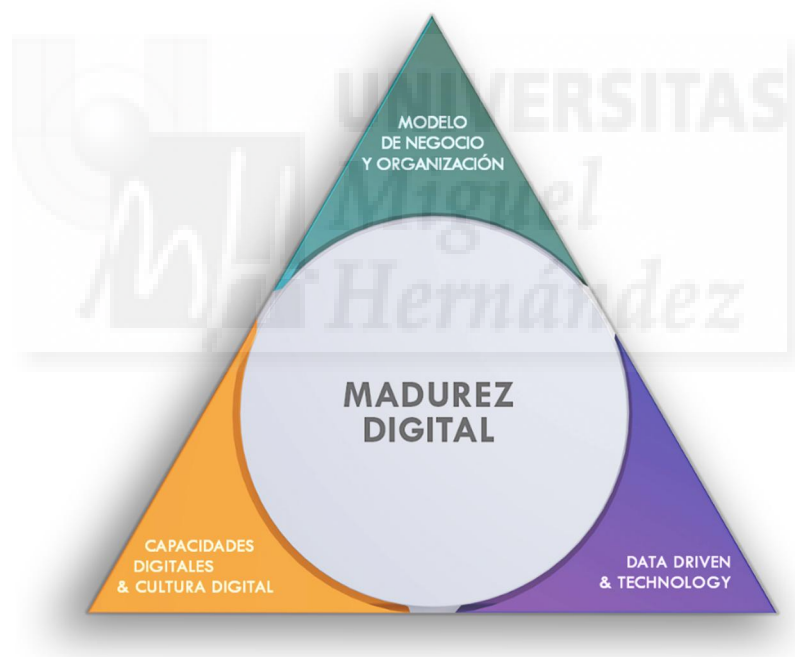 UNIVERSITAS
Miguel
Hernández
MODELO
DE NEGOCIO
Y ORGANIZACIÓN
MADUREZ
DIGITAL
CAPACIDADES
DIGITALES
& CULTURA DIGITAL
DATA DRIVEN
& TECHNOLOGY